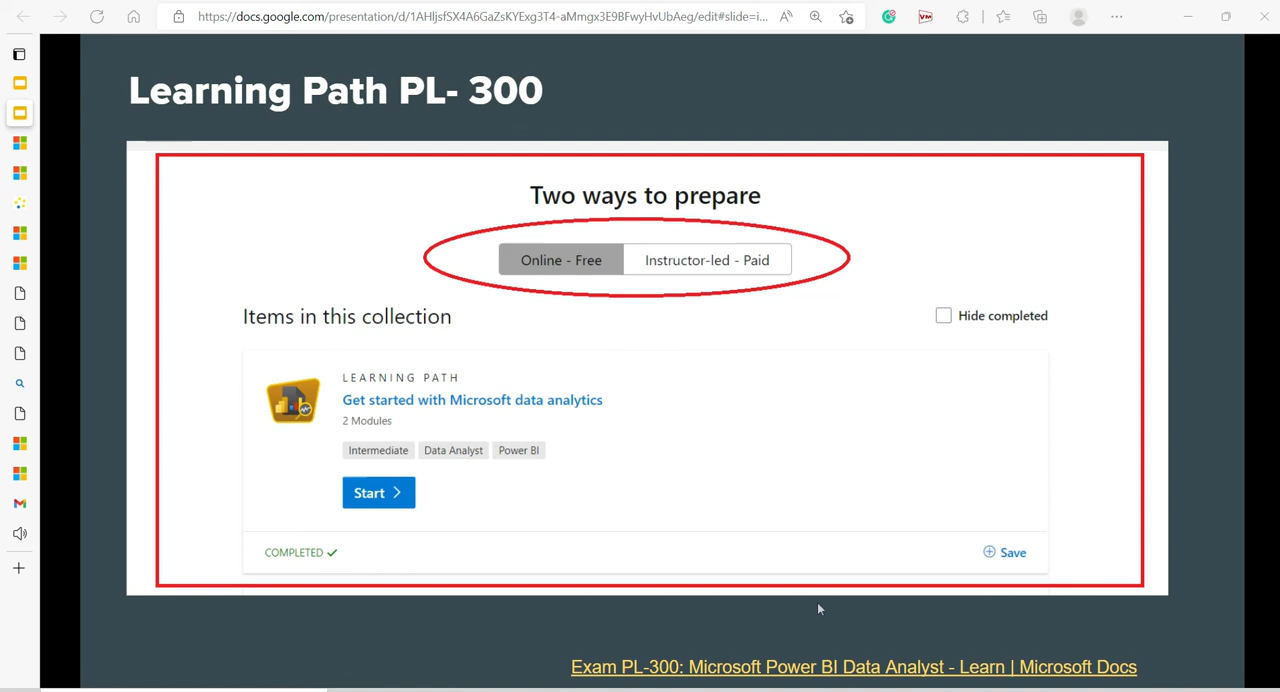 https://docs.google.com/presentation/d/1AHljsfSX4A6GaZsKYExg3T4-aMmgx3E9BFwyHvUbAeg/edit#slide=i...
VM
Learning Path PL- 300
Two ways to prepare
Online - Free Instructor-led - Paid
Items in this collection Hide completed
LEARNING PATH
Get started with Microsoft data analytics
2 Modules
Intermediate Data Analyst Power BI
Start
COMPLETED Save
Exam PL-300: Microsoft Power BI Data Analyst - Learn | Microsoft Docs